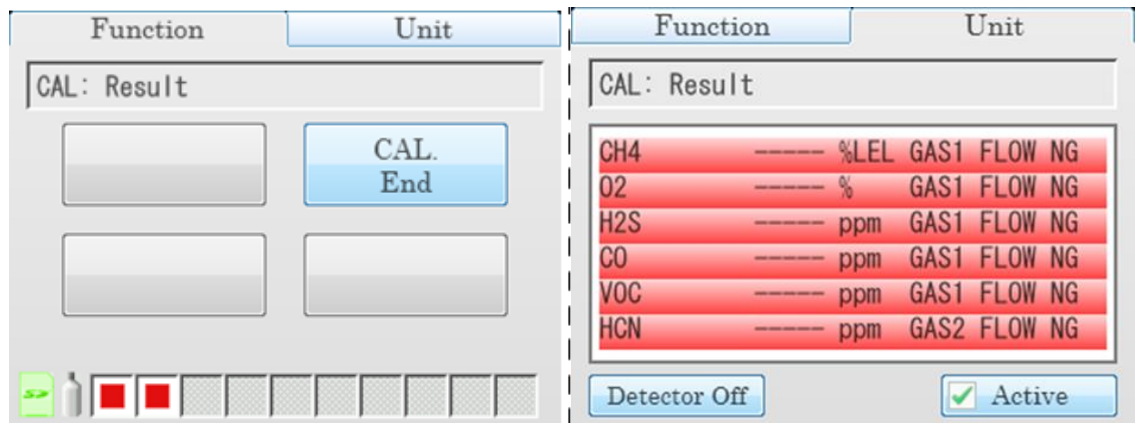 Function
Unit
CAL: Result
CAL.
End
Function
Unit
CAL: Result
CH4 ----- %LEL GAS1 FLOW NG
O2 ----- % GAS1 FLOW NG
H2S ----- ppm GAS1 FLOW NG
CO ----- ppm GAS1 FLOW NG
VOC ----- ppm GAS1 FLOW NG
HCN ----- ppm GAS2 FLOW NG
Detector Off
Active